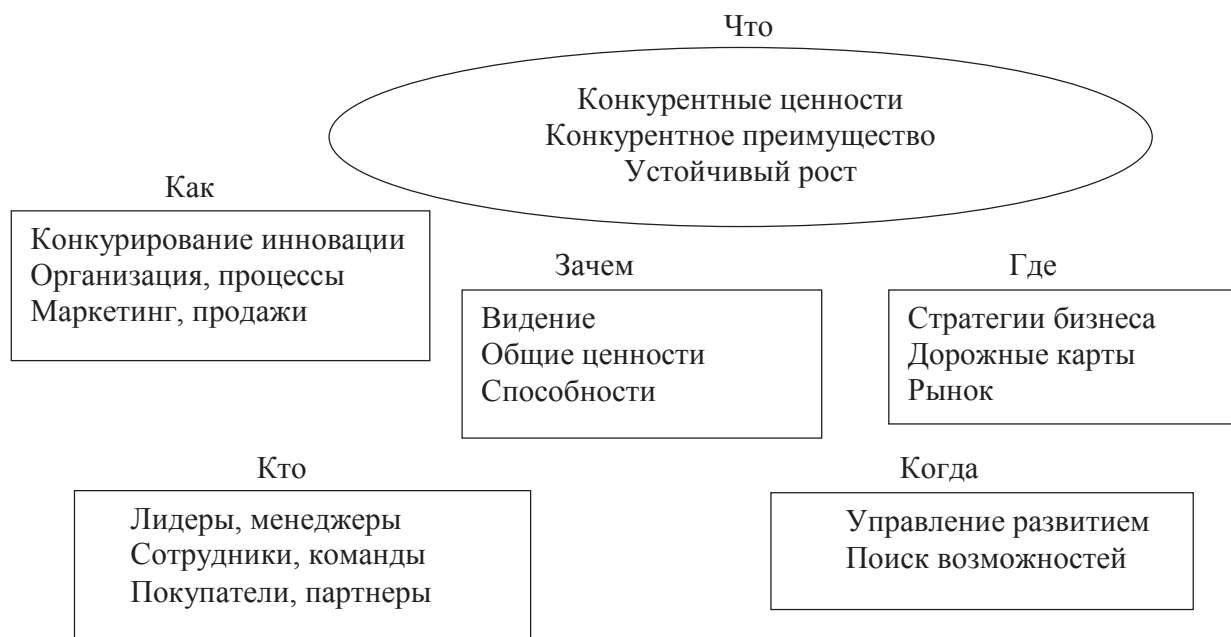 Что
Конкурентные ценности
Конкурентное преимущество
Устойчивый рост
Как
Конкурирование инновации
Организация, процессы
Маркетинг, продажи
Зачем
Видение
Общие ценности
Способности
Где
Стратегии бизнеса
Дорожные карты
Рынок
Кто
Лидеры, менеджеры
Сотрудники, команды
Покупатели, партнеры
Когда
Управление развитием
Поиск возможностей